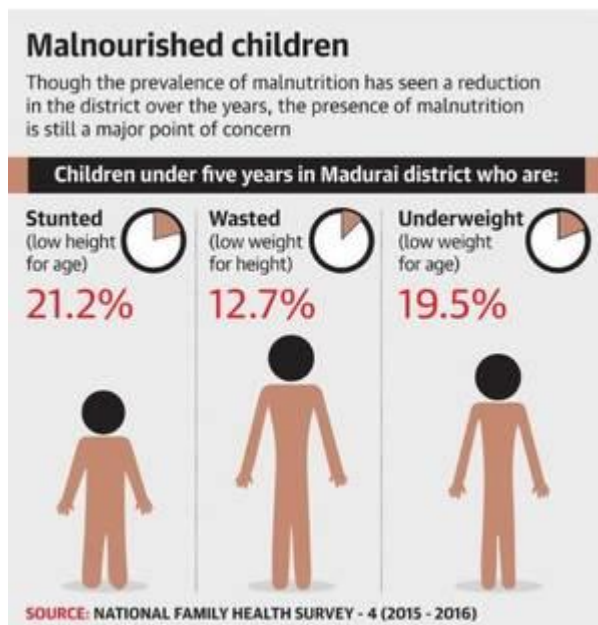 Malnourished children
Though the prevalence of malnutrition has seen a reduction
in the district over the years, the presence of malnutrition
is still a major point of concern
Children under five years in Madurai district who are:
Stunted
(low height
for age)
21.2%
Wasted
(low weight
for height)
12.7%
Underweight
(low weight
for age)
19.5%
SOURCE: NATIONAL FAMILY HEALTH SURVEY - 4 (2015 - 2016)